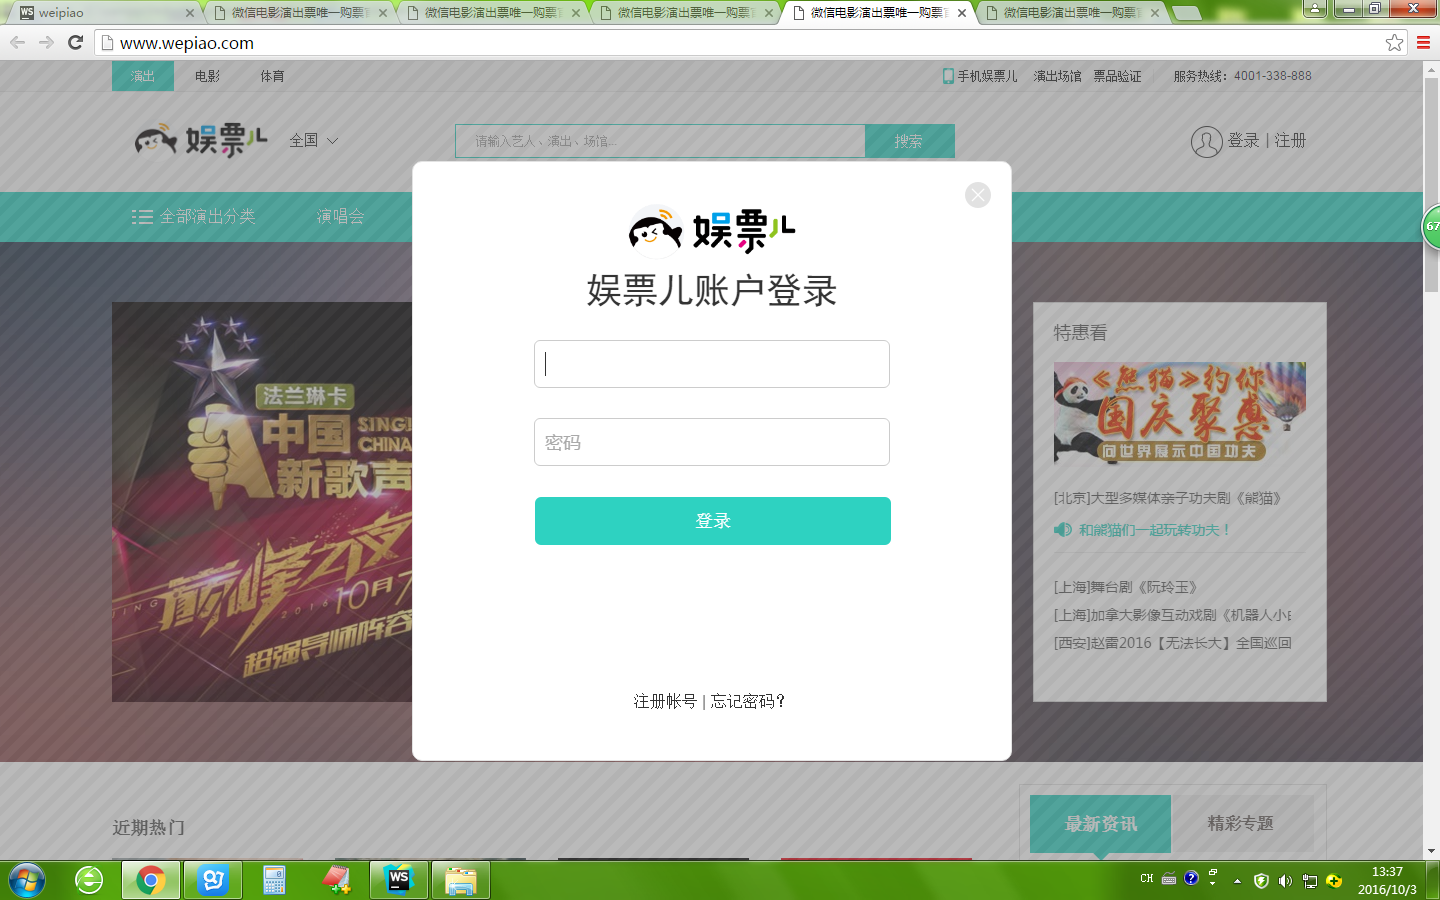 weipiao
微信电影演出票唯一购票官
微信电影演出票唯一购票官
微信电影演出票唯一购票官
微信电影演出票唯一购票官
微信电影演出票唯一购票官
www.wepiao.com
演出 电影 体育 手机娱票儿 演出场馆 票品验证 服务热线：4001-338-888
娱票儿 全国 请输入艺人、演出、场馆... 搜索 登录 | 注册
全部演出分类 演唱会
娱票儿
娱票儿账户登录
密码
登录
注册帐号 | 忘记密码?
法兰琳卡
中国 SING!
CHINA
新歌声
巅峰之夜
JING 2016 10月7
超强导师阵容
特惠看
《熊猫》约你
国庆聚惠
向世界展示中国功夫
[北京]大型多媒体亲子功夫剧《熊猫》
和熊猫们一起玩转功夫！
[上海]舞台剧《阮玲玉》
[上海]加拿大影像互动戏剧《机器人小
[西安]赵雷2016【无法长大】全国巡回
67
近期热门
最新资讯 精彩专题
WS
CH
13:37
2016/10/3